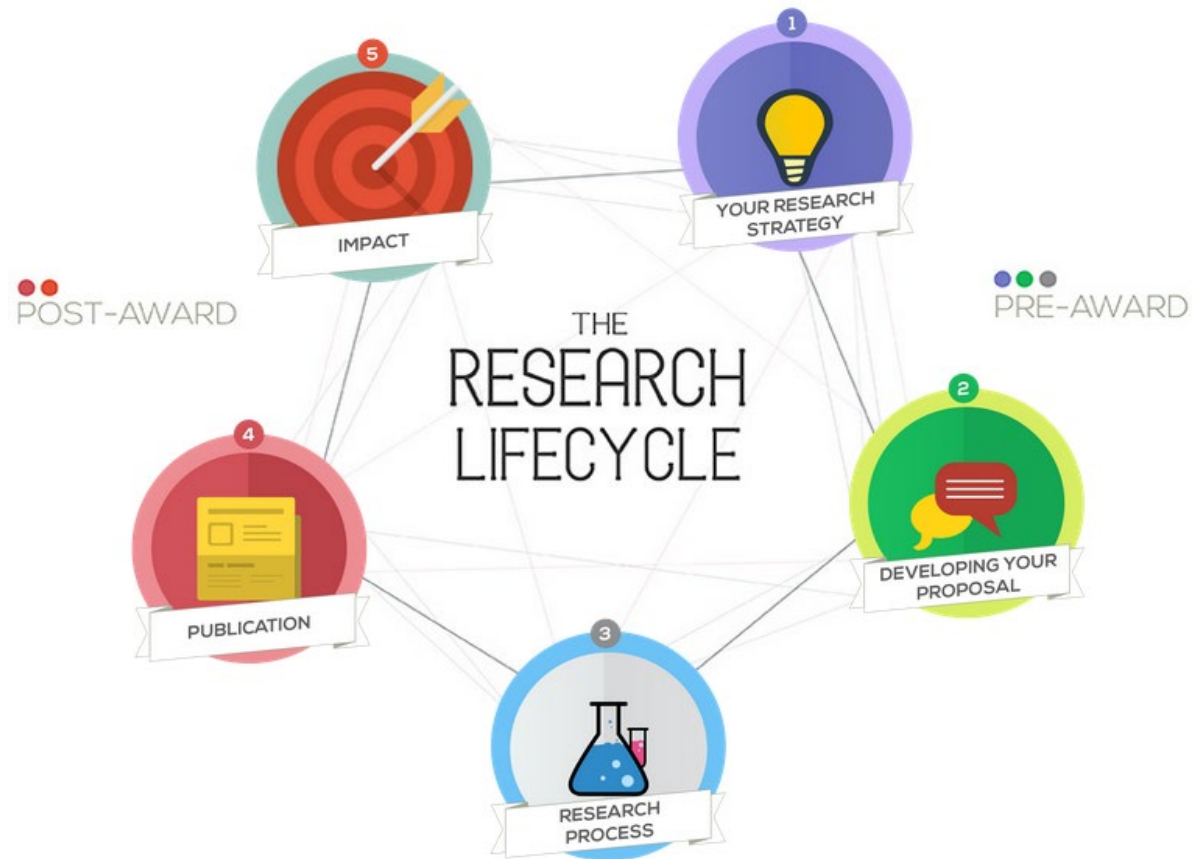 THE
RESEARCH
LIFECYCLE
1
YOUR RESEARCH
STRATEGY
PRE-AWARD
2
DEVELOPING YOUR
PROPOSAL
3
RESEARCH
PROCESS
4
PUBLICATION
POST-AWARD
5
IMPACT